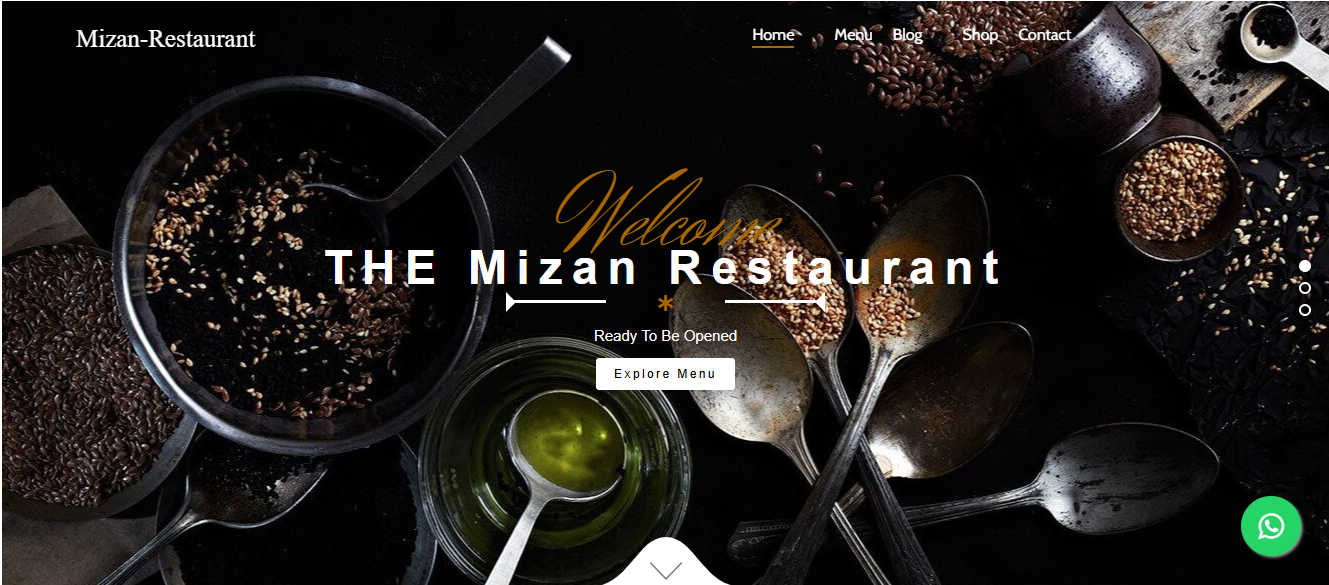 Mizan-Restaurant
Home Menu Blog Shop Contact
Welcome
THE Mizan Restaurant
*
Ready To Be Opened
Explore Menu